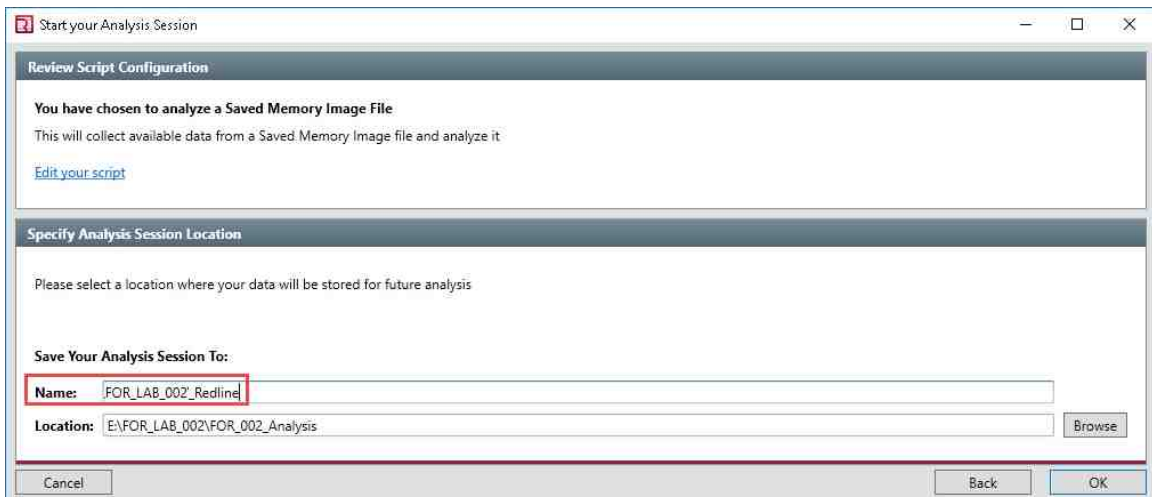 Start your Analysis Session
Review Script Configuration
You have chosen to analyze a Saved Memory Image File
This will collect available data from a Saved Memory Image file and analyze it
Edit your script
Specify Analysis Session Location
Please select a location where your data will be stored for future analysis
Save Your Analysis Session To:
Name: FOR_LAB_002'_Redline
Location: E:\FOR_LAB_002\FOR_002_Analysis Browse
Cancel Back OK